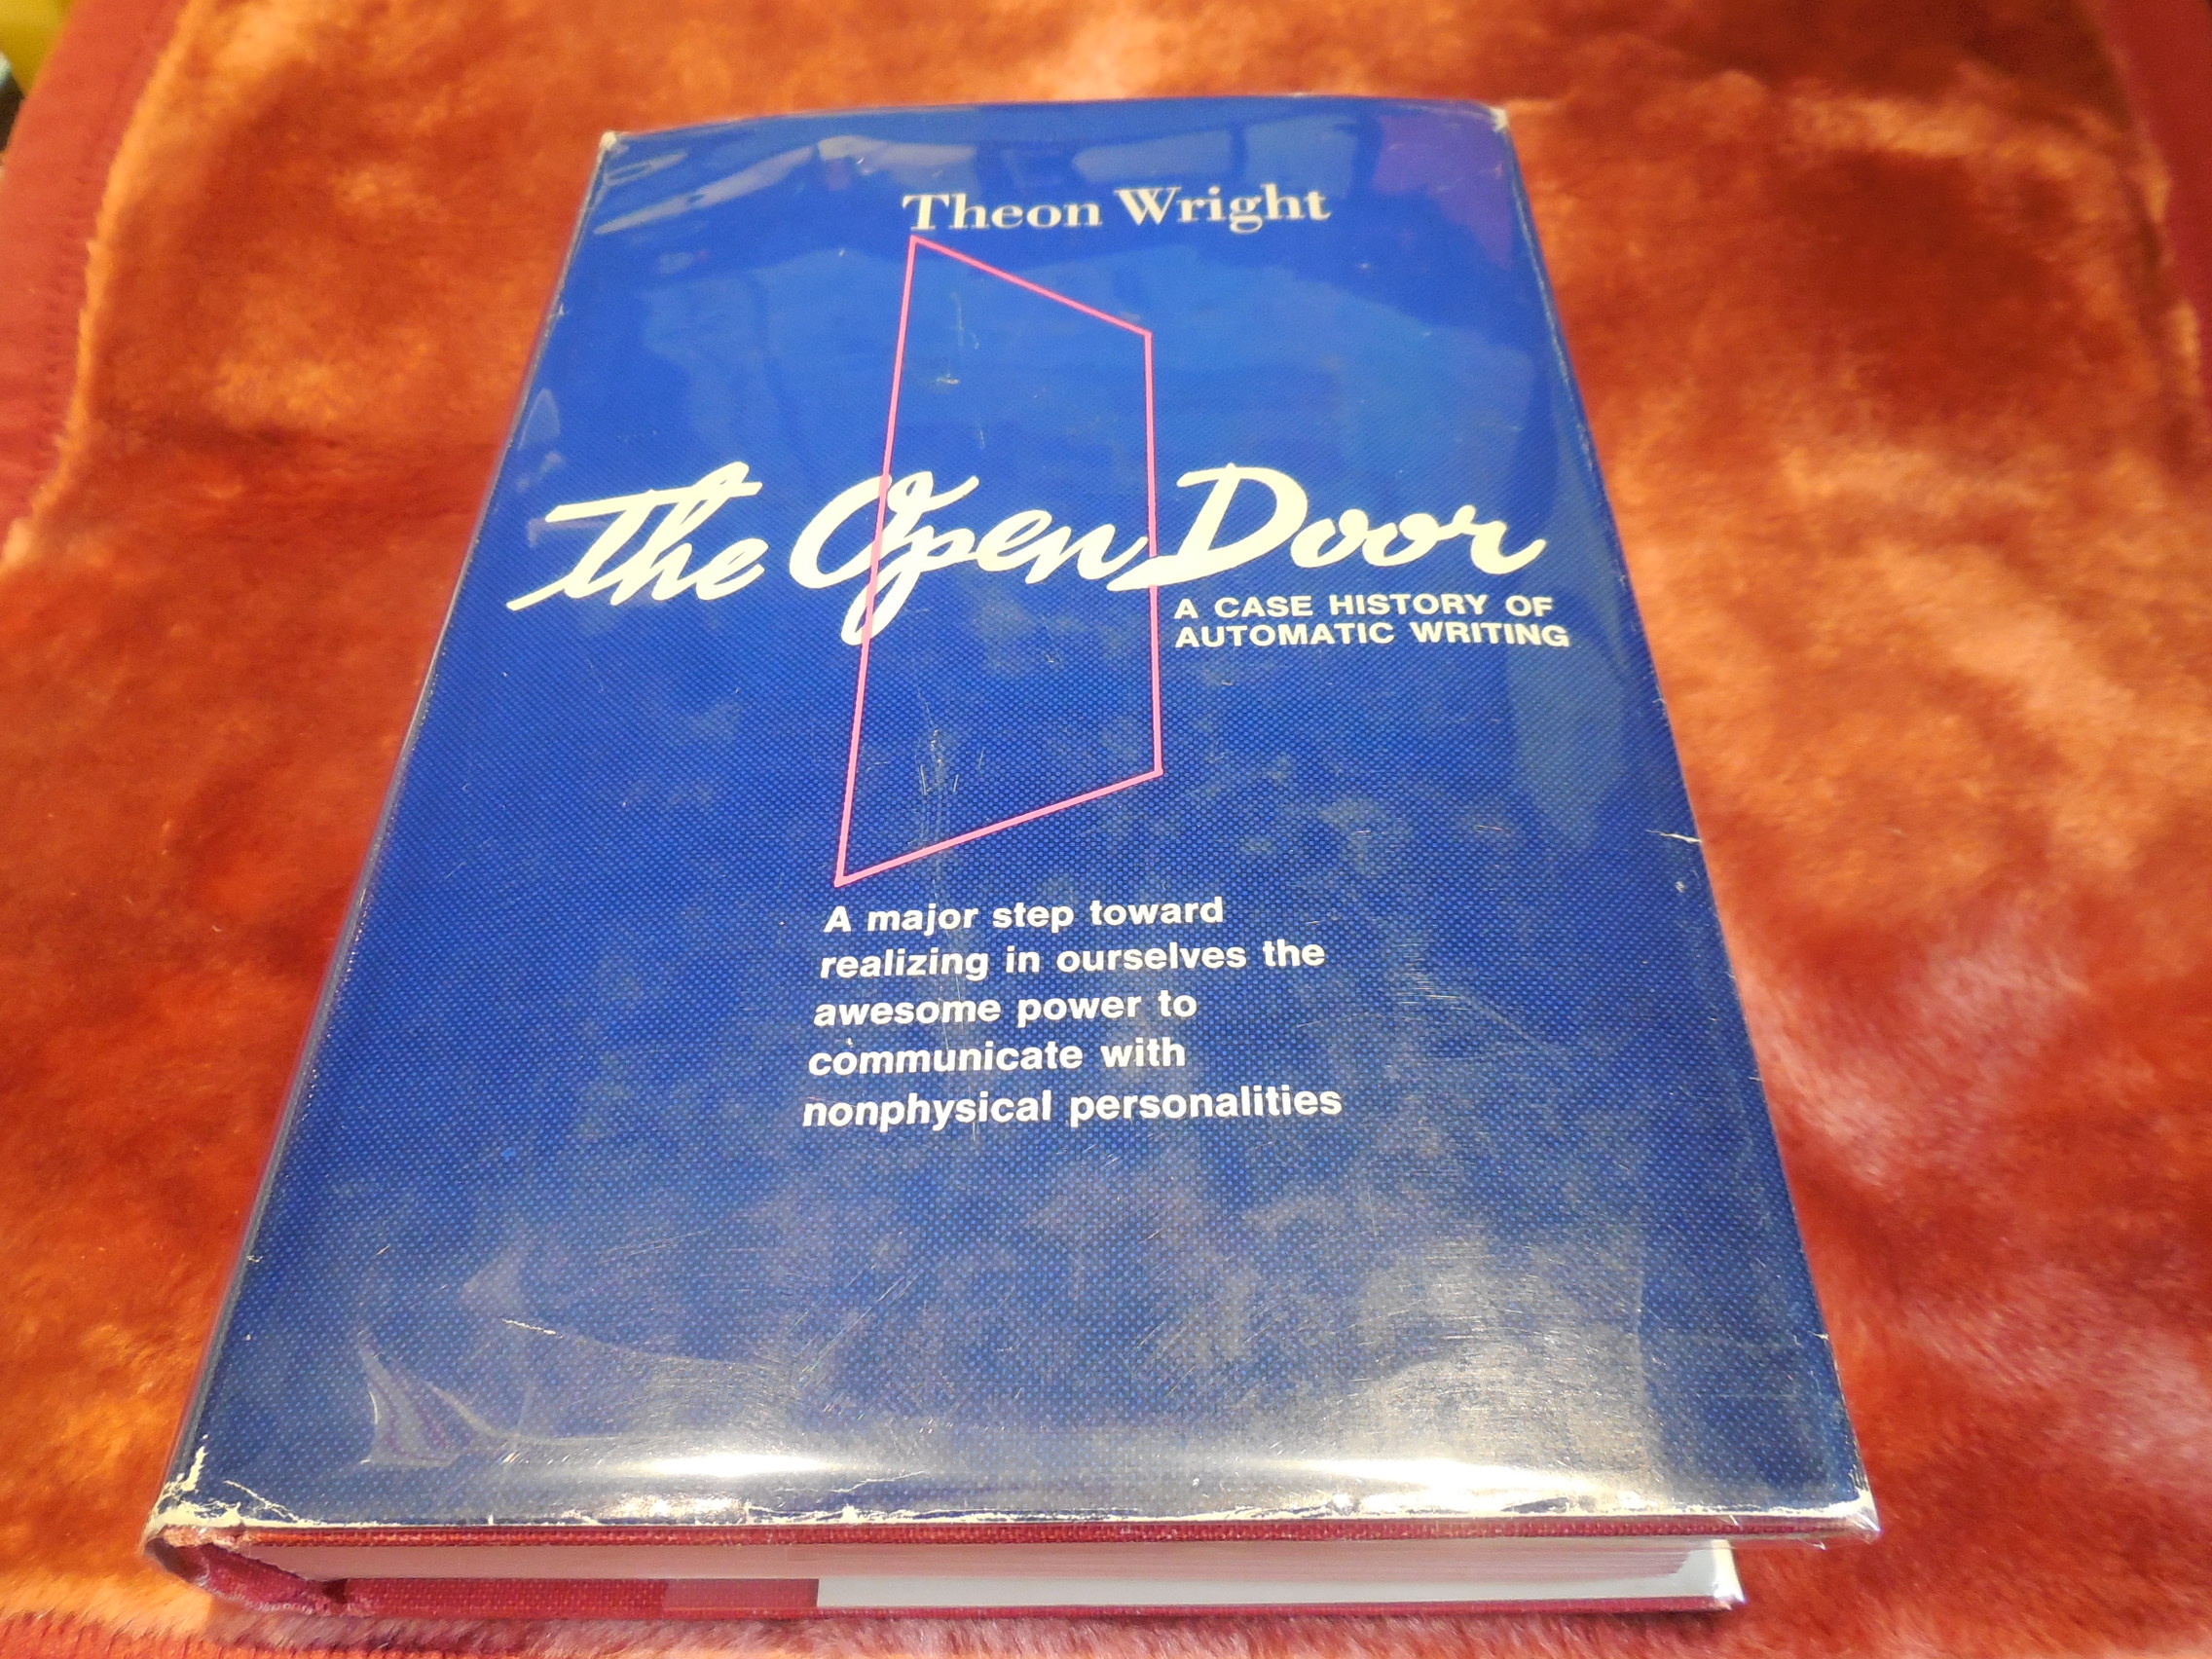 Theon Wright
The Open Door
A CASE HISTORY OF
AUTOMATIC WRITING
A major step toward
realizing in ourselves the
awesome power to
communicate with
nonphysical personalities